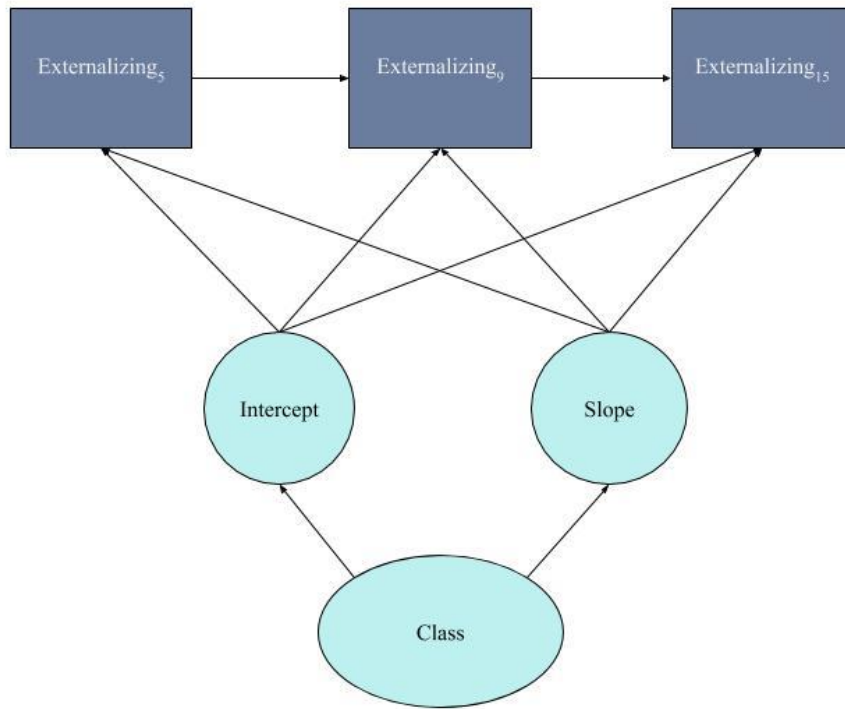 Externalizing₅
Externalizing₉
Externalizing₁₅
Intercept
Slope
Class